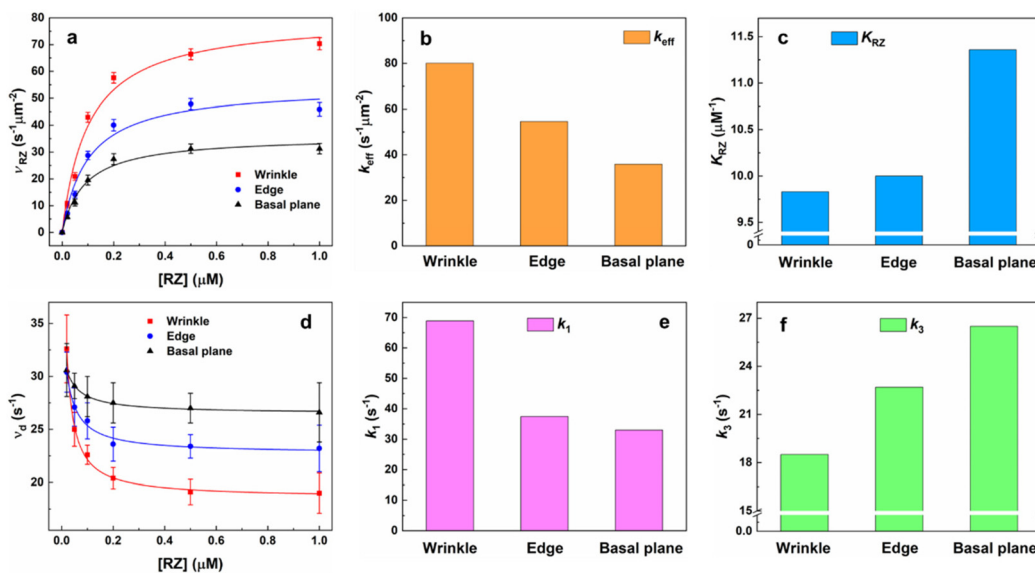 a
ν_RZ (s⁻¹μm⁻²)
80
70
60
50
40
30
20
10
0
Wrinkle
Edge
Basal plane
0.0 0.2 0.4 0.6 0.8 1.0
[RZ] (μM)
b
k_eff
k_eff (s⁻¹μm⁻²)
100
80
60
40
20
0
Wrinkle Edge Basal plane
c
K_RZ
K_RZ (μM⁻¹)
11.5
11.0
10.5
10.0
9.5
0
Wrinkle Edge Basal plane
d
ν_d (s⁻¹)
35
30
25
20
Wrinkle
Edge
Basal plane
0.0 0.2 0.4 0.6 0.8 1.0
[RZ] (μM)
e
k₁
k₁ (s⁻¹)
70
60
50
40
30
20
10
0
Wrinkle Edge Basal plane
f
k₃
k₃ (s⁻¹)
27
24
21
18
15
0.0
Wrinkle Edge Basal plane